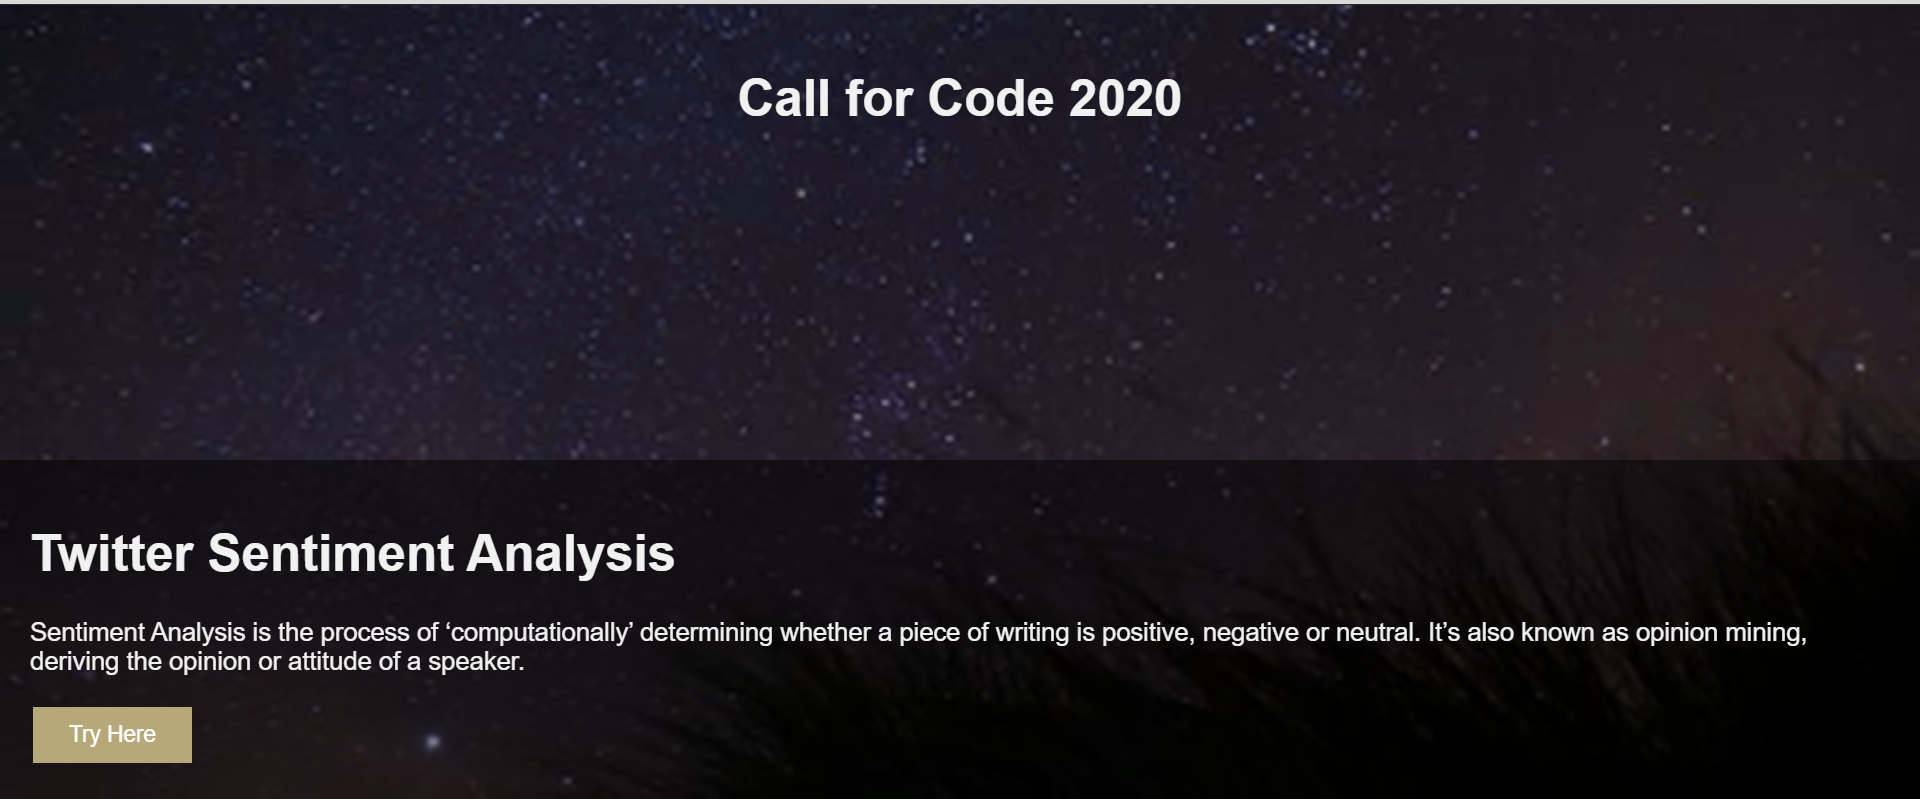 Call for Code 2020
Twitter Sentiment Analysis
Sentiment Analysis is the process of ‘computationally’ determining whether a piece of writing is positive, negative or neutral. It’s also known as opinion mining,
deriving the opinion or attitude of a speaker.
Try Here